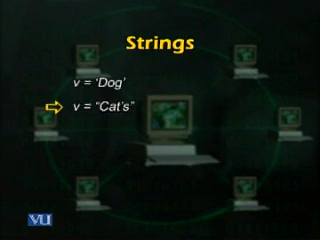 Strings
v = ‘Dog’
v = “Cat’s”
VU